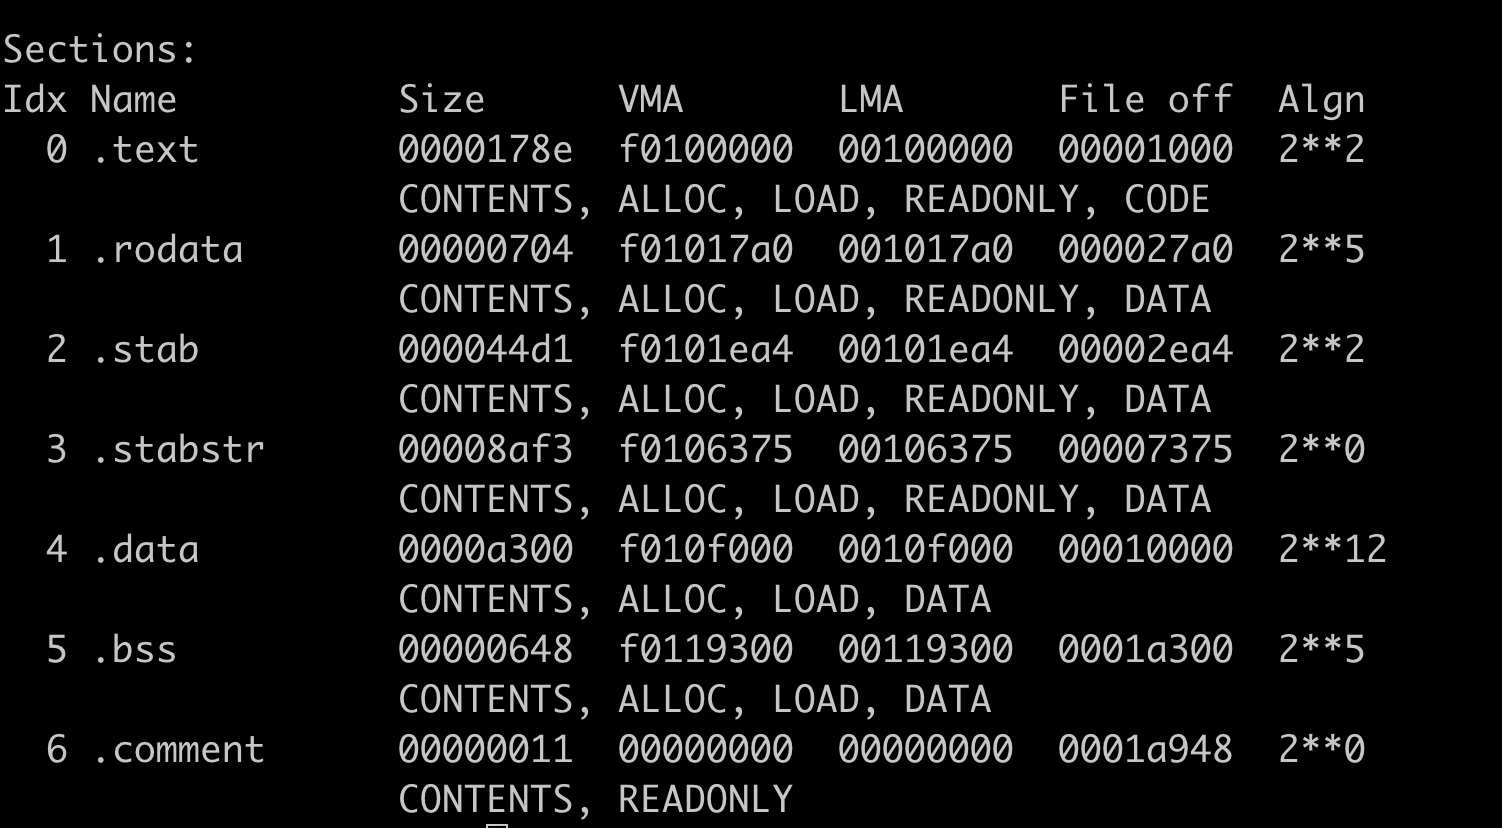 Sections:
Idx Name          Size      VMA       LMA       File off  Algn
  0 .text         0000178e  f0100000  00100000  00001000  2**2
                  CONTENTS, ALLOC, LOAD, READONLY, CODE
  1 .rodata       00000704  f01017a0  001017a0  000027a0  2**5
                  CONTENTS, ALLOC, LOAD, READONLY, DATA
  2 .stab         000044d1  f0101ea4  00101ea4  00002ea4  2**2
                  CONTENTS, ALLOC, LOAD, READONLY, DATA
  3 .stabstr      00008af3  f0106375  00106375  00007375  2**0
                  CONTENTS, ALLOC, LOAD, READONLY, DATA
  4 .data         0000a300  f010f000  0010f000  00010000  2**12
                  CONTENTS, ALLOC, LOAD, DATA
  5 .bss          00000648  f0119300  00119300  0001a300  2**5
                  CONTENTS, ALLOC, LOAD, DATA
  6 .comment      00000011  00000000  00000000  0001a948  2**0
                  CONTENTS, READONLY